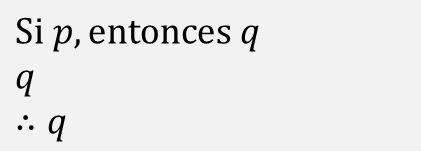 Si p, entonces q
q
∴ q